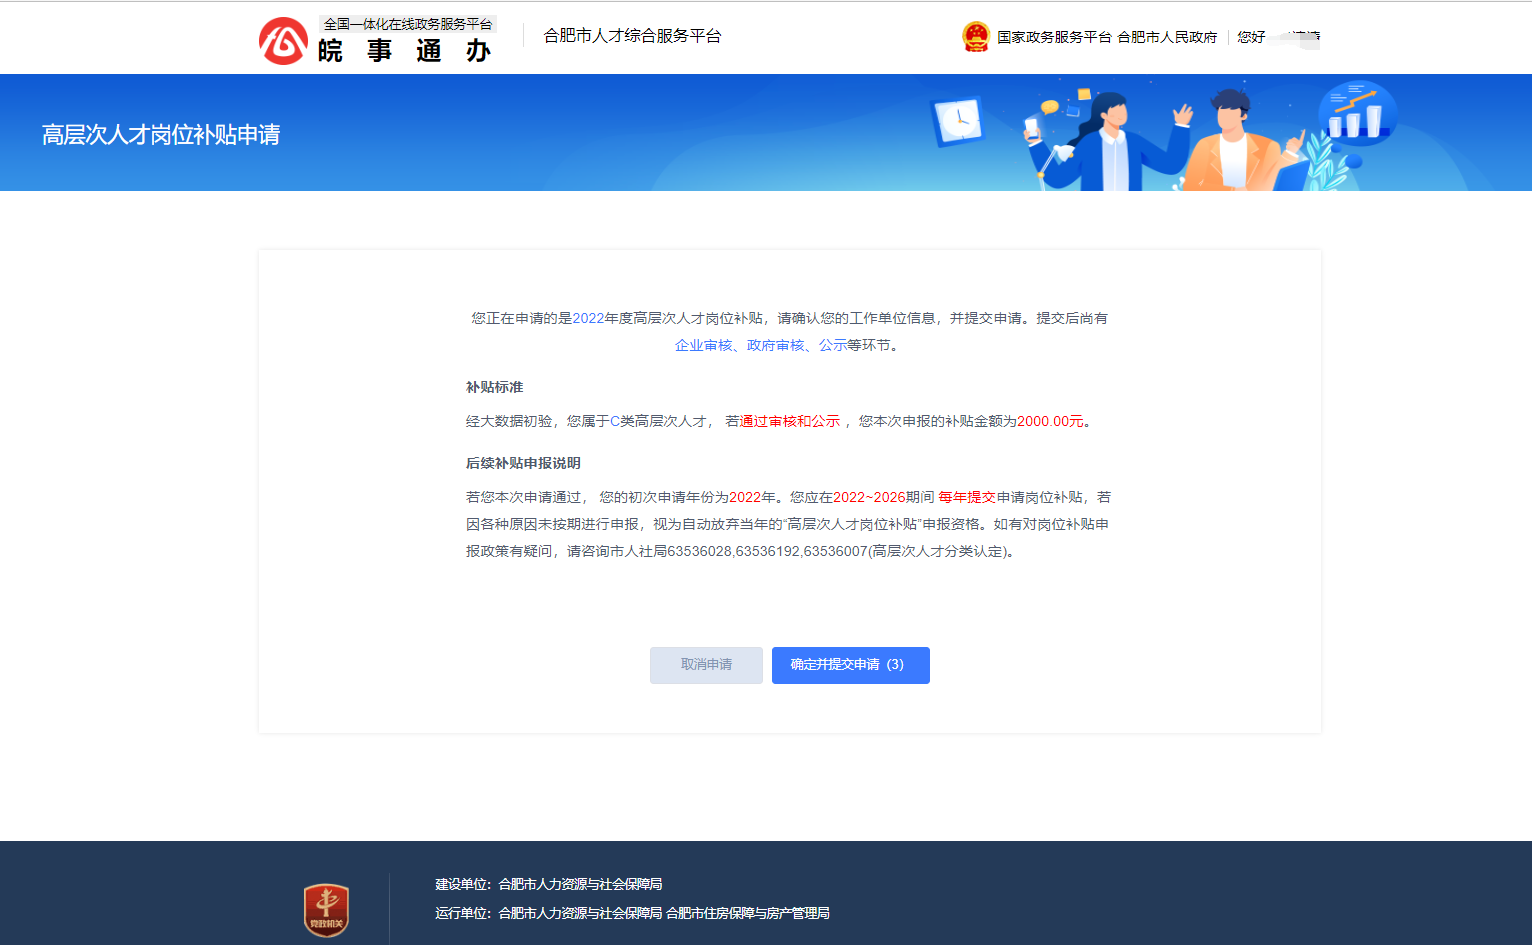 全国一体化在线政务服务平台
皖事通办
合肥市人才综合服务平台
国家政务服务平台 合肥市人民政府
您好
高层次人才岗位补贴申请
您正在申请的是2022年度高层次人才岗位补贴，请确认您的工作单位信息，并提交申请。提交后尚有
企业审核、政府审核、公示等环节。
补贴标准
经大数据初验，您属于C类高层次人才， 若通过审核和公示 ，您本次申报的补贴金额为2000.00元。
后续补贴申报说明
若您本次申请通过， 您的初次申请年份为2022年。您应在2022~2026期间 每年提交申请岗位补贴，若
因各种原因未按期进行申报，视为自动放弃当年的“高层次人才岗位补贴”申报资格。如有对岗位补贴申
报政策有疑问，请咨询市人社局63536028,63536192,63536007(高层次人才分类认定)。
取消申请
确定并提交申请（3）
党政机关
建设单位：合肥市人力资源与社会保障局
运行单位：合肥市人力资源与社会保障局 合肥市住房保障与房产管理局